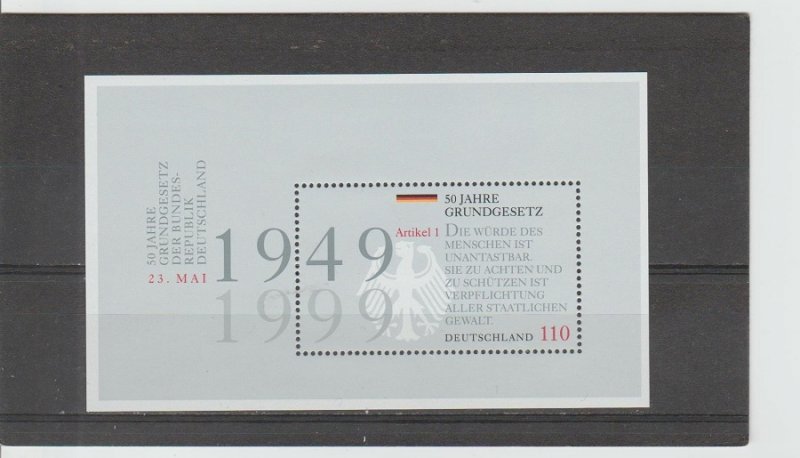 50 JAHRE
GRUNDGESETZ
DER BUNDES-
REPUBLIK
DEUTSCHLAND
23. MAI
1949
1999
50 JAHRE
GRUNDGESETZ
Artikel 1
DIE WÜRDE DES
MENSCHEN IST
UNANTASTBAR.
SIE ZU ACHTEN UND
ZU SCHÜTZEN IST
VERPFLICHTUNG
ALLER STAATLICHEN
GEWALT.
DEUTSCHLAND 110